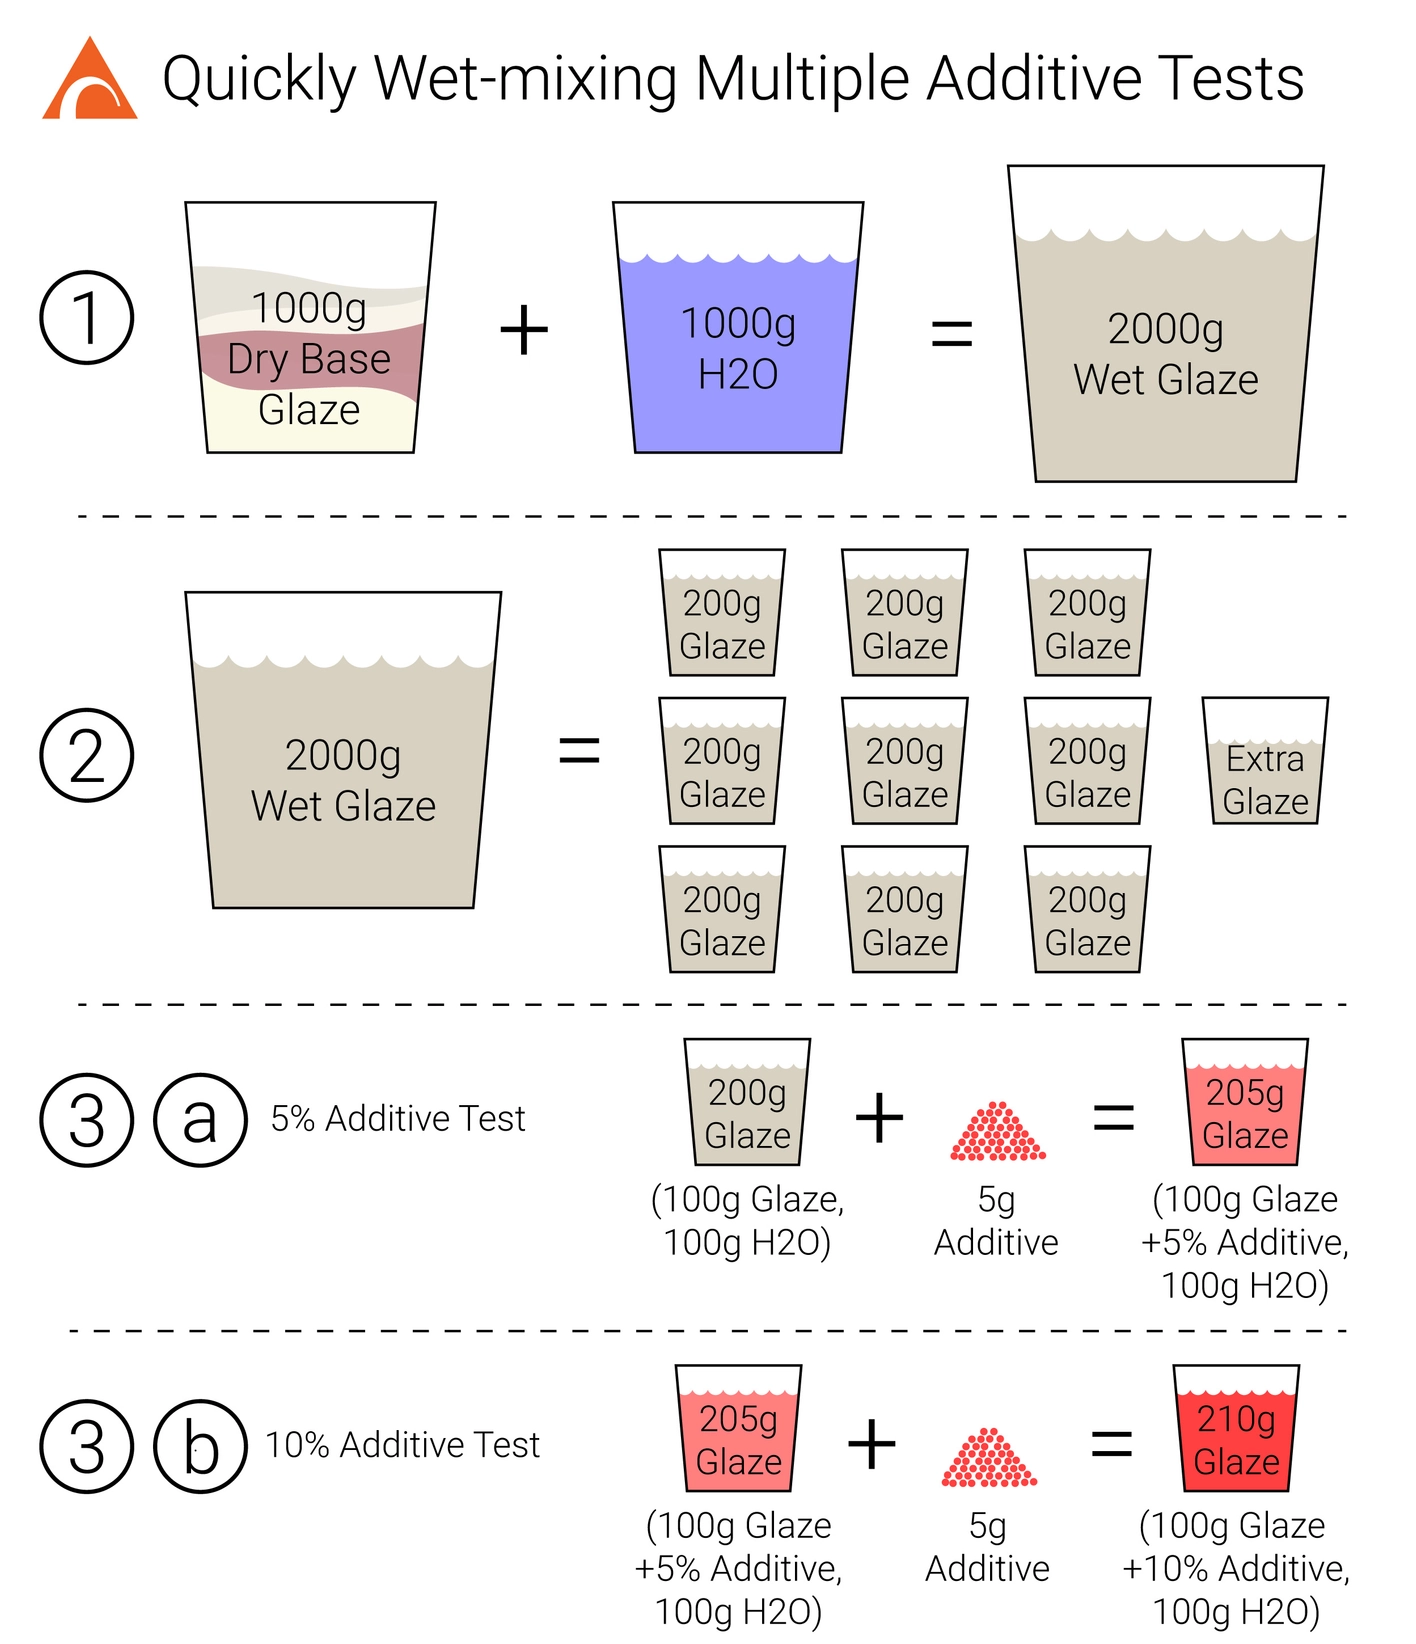 Quickly Wet-mixing Multiple Additive Tests
1
1000g
Dry Base
Glaze
+
1000g
H2O
=
2000g
Wet Glaze
2
2000g
Wet Glaze
=
200g
Glaze
200g
Glaze
200g
Glaze
200g
Glaze
200g
Glaze
200g
Glaze
Extra
Glaze
200g
Glaze
200g
Glaze
200g
Glaze
3 a 5% Additive Test
200g
Glaze
(100g Glaze,
100g H2O)
+
5g
Additive
=
205g
Glaze
(100g Glaze
+5% Additive,
100g H2O)
3 b 10% Additive Test
205g
Glaze
(100g Glaze
+5% Additive,
100g H2O)
+
5g
Additive
=
210g
Glaze
(100g Glaze
+10% Additive,
100g H2O)